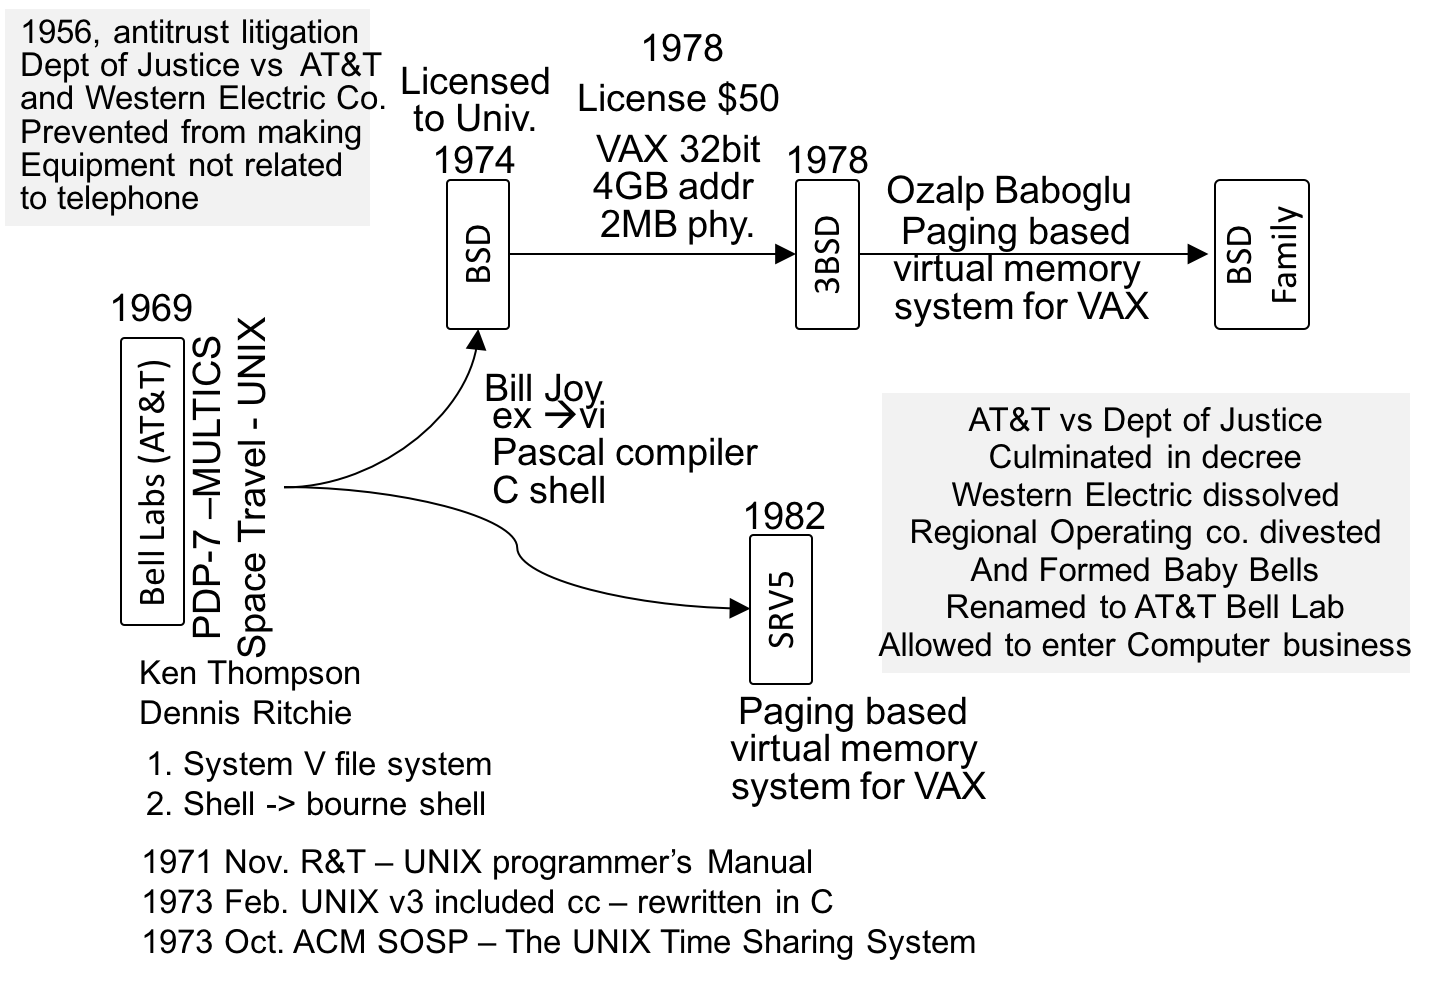 1956, antitrust litigation
Dept of Justice vs AT&T
and Western Electric Co.
Prevented from making
Equipment not related
to telephone
Licensed
to Univ.
1974
BSD
1978
License $50
VAX 32bit
4GB addr
2MB phy.
1978
3BSD
Ozalp Baboglu
Paging based
virtual memory
system for VAX
BSD
Family
1969
Bell Labs (AT&T)
PDP-7 –MULTICS
Space Travel - UNIX
Bill Joy
ex →vi
Pascal compiler
C shell
1982
SRV5
Paging based
virtual memory
system for VAX
AT&T vs Dept of Justice
Culminated in decree
Western Electric dissolved
Regional Operating co. divested
And Formed Baby Bells
Renamed to AT&T Bell Lab
Allowed to enter Computer business
Ken Thompson
Dennis Ritchie
1. System V file system
2. Shell -> bourne shell
1971 Nov. R&T – UNIX programmer’s Manual
1973 Feb. UNIX v3 included cc – rewritten in C
1973 Oct. ACM SOSP – The UNIX Time Sharing System